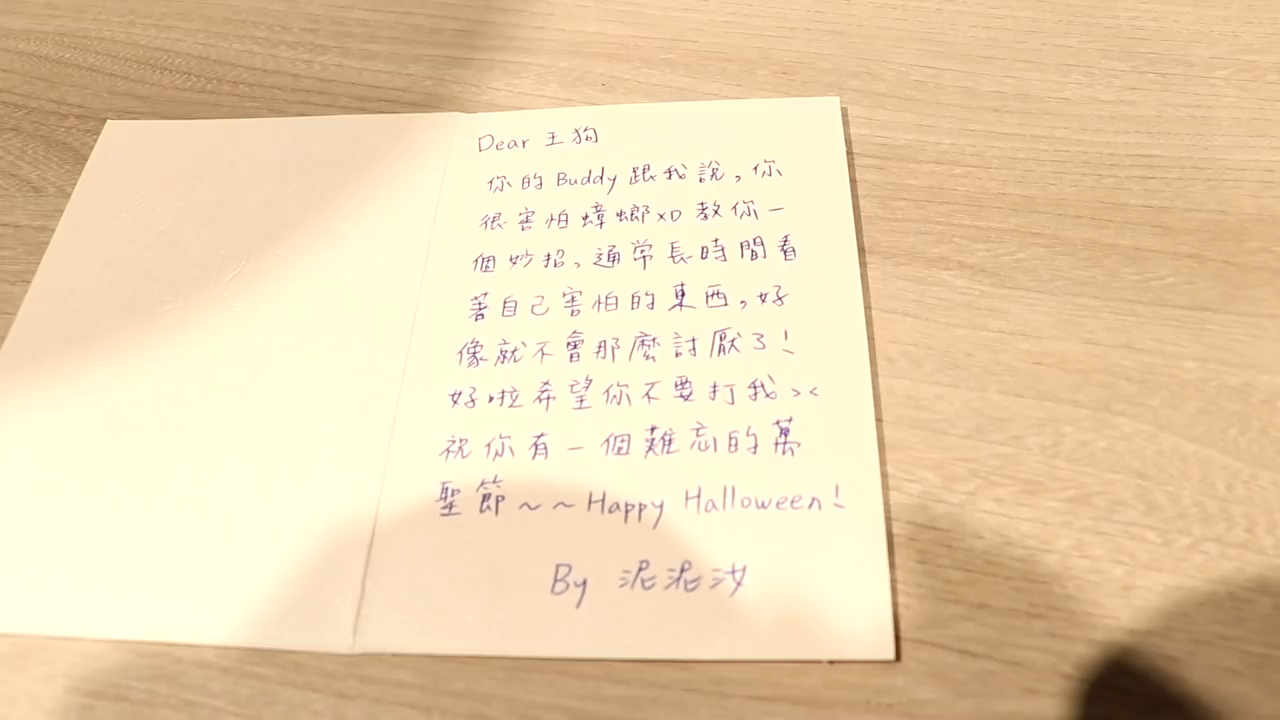 Dear 王狗
你的Buddy跟我說,你
很害怕蟑螂XD教你一
個妙招,通常長時間看
著自己害怕的東西,好
像就不會那麼討厭了!
好啦希望你不要打我><
祝你有一個難忘的萬
聖節~~Happy Halloween!
By 泥泥汝